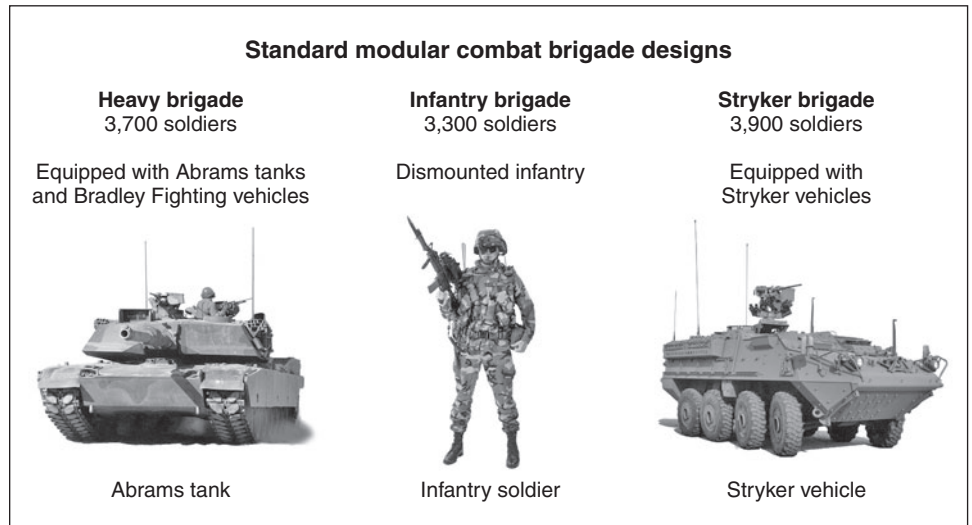 Standard modular combat brigade designs
Heavy brigade
3,700 soldiers
Equipped with Abrams tanks
and Bradley Fighting vehicles
Abrams tank
Infantry brigade
3,300 soldiers
Dismounted infantry
Infantry soldier
Stryker brigade
3,900 soldiers
Equipped with
Stryker vehicles
Stryker vehicle